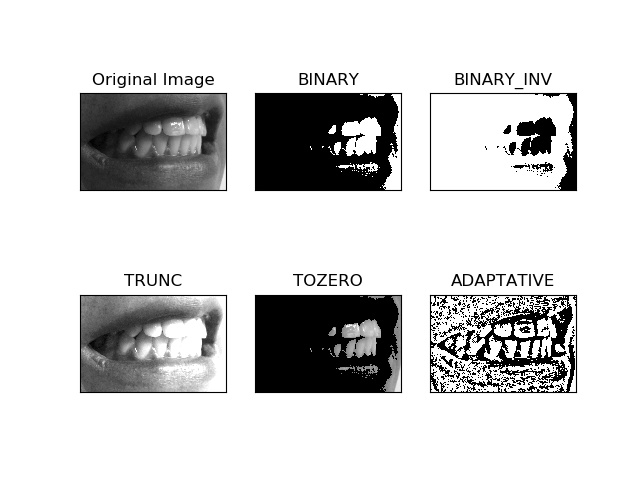 Original Image
BINARY
BINARY_INV
TRUNC
TOZERO
ADAPTATIVE